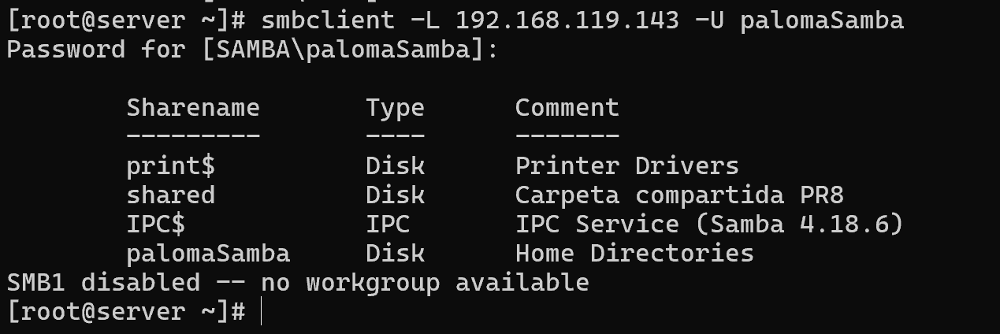 [root@server ~]# smbclient -L 192.168.119.143 -U palomaSamba
Password for [SAMBA\palomaSamba]:
Sharename Type Comment
--------- ---- -------
print$ Disk Printer Drivers
shared Disk Carpeta compartida PR8
IPC$ IPC IPC Service (Samba 4.18.6)
palomaSamba Disk Home Directories
SMB1 disabled -- no workgroup available
[root@server ~]#